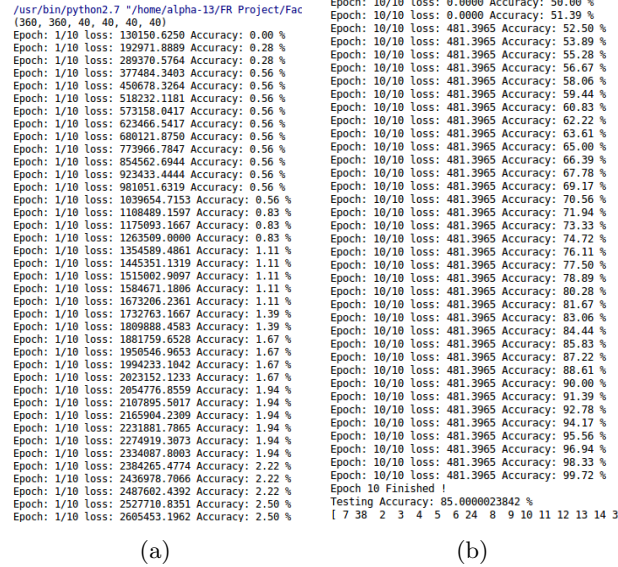 /usr/bin/python2.7 "/home/alpha-13/FR Project/Fac
(360, 360, 40, 40, 40, 40)
Epoch: 1/10 loss: 130150.6250 Accuracy: 0.00 %
Epoch: 1/10 loss: 192971.8889 Accuracy: 0.28 %
Epoch: 1/10 loss: 289370.5764 Accuracy: 0.28 %
Epoch: 1/10 loss: 377484.3403 Accuracy: 0.56 %
Epoch: 1/10 loss: 450678.3264 Accuracy: 0.56 %
Epoch: 1/10 loss: 518232.1181 Accuracy: 0.56 %
Epoch: 1/10 loss: 573158.0417 Accuracy: 0.56 %
Epoch: 1/10 loss: 623466.5417 Accuracy: 0.56 %
Epoch: 1/10 loss: 680121.8750 Accuracy: 0.56 %
Epoch: 1/10 loss: 773966.7847 Accuracy: 0.56 %
Epoch: 1/10 loss: 854562.6944 Accuracy: 0.56 %
Epoch: 1/10 loss: 923433.4444 Accuracy: 0.56 %
Epoch: 1/10 loss: 981051.6319 Accuracy: 0.56 %
Epoch: 1/10 loss: 1039654.7153 Accuracy: 0.56 %
Epoch: 1/10 loss: 1108489.1597 Accuracy: 0.83 %
Epoch: 1/10 loss: 1175093.1667 Accuracy: 0.83 %
Epoch: 1/10 loss: 1263509.0000 Accuracy: 0.83 %
Epoch: 1/10 loss: 1354589.4861 Accuracy: 1.11 %
Epoch: 1/10 loss: 1445351.1319 Accuracy: 1.11 %
Epoch: 1/10 loss: 1515002.9097 Accuracy: 1.11 %
Epoch: 1/10 loss: 1584671.1806 Accuracy: 1.11 %
Epoch: 1/10 loss: 1673206.2361 Accuracy: 1.11 %
Epoch: 1/10 loss: 1732763.1667 Accuracy: 1.39 %
Epoch: 1/10 loss: 1809888.4583 Accuracy: 1.39 %
Epoch: 1/10 loss: 1881759.6528 Accuracy: 1.67 %
Epoch: 1/10 loss: 1950546.9653 Accuracy: 1.67 %
Epoch: 1/10 loss: 1994233.1042 Accuracy: 1.67 %
Epoch: 1/10 loss: 2023152.1233 Accuracy: 1.67 %
Epoch: 1/10 loss: 2054776.8559 Accuracy: 1.94 %
Epoch: 1/10 loss: 2107895.5017 Accuracy: 1.94 %
Epoch: 1/10 loss: 2165904.2309 Accuracy: 1.94 %
Epoch: 1/10 loss: 2231881.7865 Accuracy: 1.94 %
Epoch: 1/10 loss: 2274919.3073 Accuracy: 1.94 %
Epoch: 1/10 loss: 2334087.8003 Accuracy: 1.94 %
Epoch: 1/10 loss: 2384265.4774 Accuracy: 2.22 %
Epoch: 1/10 loss: 2436978.7066 Accuracy: 2.22 %
Epoch: 1/10 loss: 2487602.4392 Accuracy: 2.22 %
Epoch: 1/10 loss: 2527710.8351 Accuracy: 2.50 %
Epoch: 1/10 loss: 2605453.1962 Accuracy: 2.50 %
(a)
Epoch: 10/10 loss: 0.0000 Accuracy: 50.00 %
Epoch: 10/10 loss: 0.0000 Accuracy: 51.39 %
Epoch: 10/10 loss: 481.3965 Accuracy: 52.50 %
Epoch: 10/10 loss: 481.3965 Accuracy: 53.89 %
Epoch: 10/10 loss: 481.3965 Accuracy: 55.28 %
Epoch: 10/10 loss: 481.3965 Accuracy: 56.67 %
Epoch: 10/10 loss: 481.3965 Accuracy: 58.06 %
Epoch: 10/10 loss: 481.3965 Accuracy: 59.44 %
Epoch: 10/10 loss: 481.3965 Accuracy: 60.83 %
Epoch: 10/10 loss: 481.3965 Accuracy: 62.22 %
Epoch: 10/10 loss: 481.3965 Accuracy: 63.61 %
Epoch: 10/10 loss: 481.3965 Accuracy: 65.00 %
Epoch: 10/10 loss: 481.3965 Accuracy: 66.39 %
Epoch: 10/10 loss: 481.3965 Accuracy: 67.78 %
Epoch: 10/10 loss: 481.3965 Accuracy: 69.17 %
Epoch: 10/10 loss: 481.3965 Accuracy: 70.56 %
Epoch: 10/10 loss: 481.3965 Accuracy: 71.94 %
Epoch: 10/10 loss: 481.3965 Accuracy: 73.33 %
Epoch: 10/10 loss: 481.3965 Accuracy: 74.72 %
Epoch: 10/10 loss: 481.3965 Accuracy: 76.11 %
Epoch: 10/10 loss: 481.3965 Accuracy: 77.50 %
Epoch: 10/10 loss: 481.3965 Accuracy: 78.89 %
Epoch: 10/10 loss: 481.3965 Accuracy: 80.28 %
Epoch: 10/10 loss: 481.3965 Accuracy: 81.67 %
Epoch: 10/10 loss: 481.3965 Accuracy: 83.06 %
Epoch: 10/10 loss: 481.3965 Accuracy: 84.44 %
Epoch: 10/10 loss: 481.3965 Accuracy: 85.83 %
Epoch: 10/10 loss: 481.3965 Accuracy: 87.22 %
Epoch: 10/10 loss: 481.3965 Accuracy: 88.61 %
Epoch: 10/10 loss: 481.3965 Accuracy: 90.00 %
Epoch: 10/10 loss: 481.3965 Accuracy: 91.39 %
Epoch: 10/10 loss: 481.3965 Accuracy: 92.78 %
Epoch: 10/10 loss: 481.3965 Accuracy: 94.17 %
Epoch: 10/10 loss: 481.3965 Accuracy: 95.56 %
Epoch: 10/10 loss: 481.3965 Accuracy: 96.94 %
Epoch: 10/10 loss: 481.3965 Accuracy: 98.33 %
Epoch: 10/10 loss: 481.3965 Accuracy: 99.72 %
Epoch 10 Finished !
Testing Accuracy: 85.0000023842 %
[ 7 38  2  3  4  5  6 24  8  9 10 11 12 13 14 3
(b)